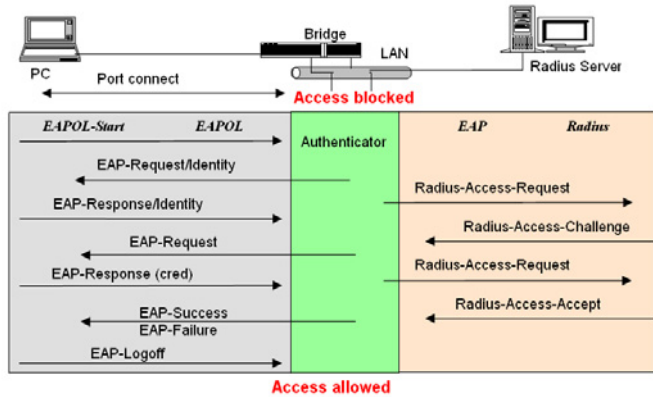 Bridge
LAN
PC
Radius Server
Port connect
Access blocked
EAPOL-Start EAPOL
Authenticator
EAP Radius
EAP-Request/Identity
Radius-Access-Request
EAP-Response/Identity
Radius-Access-Challenge
EAP-Request
Radius-Access-Request
EAP-Response (cred)
Radius-Access-Accept
EAP-Success
EAP-Failure
EAP-Logoff
Access allowed